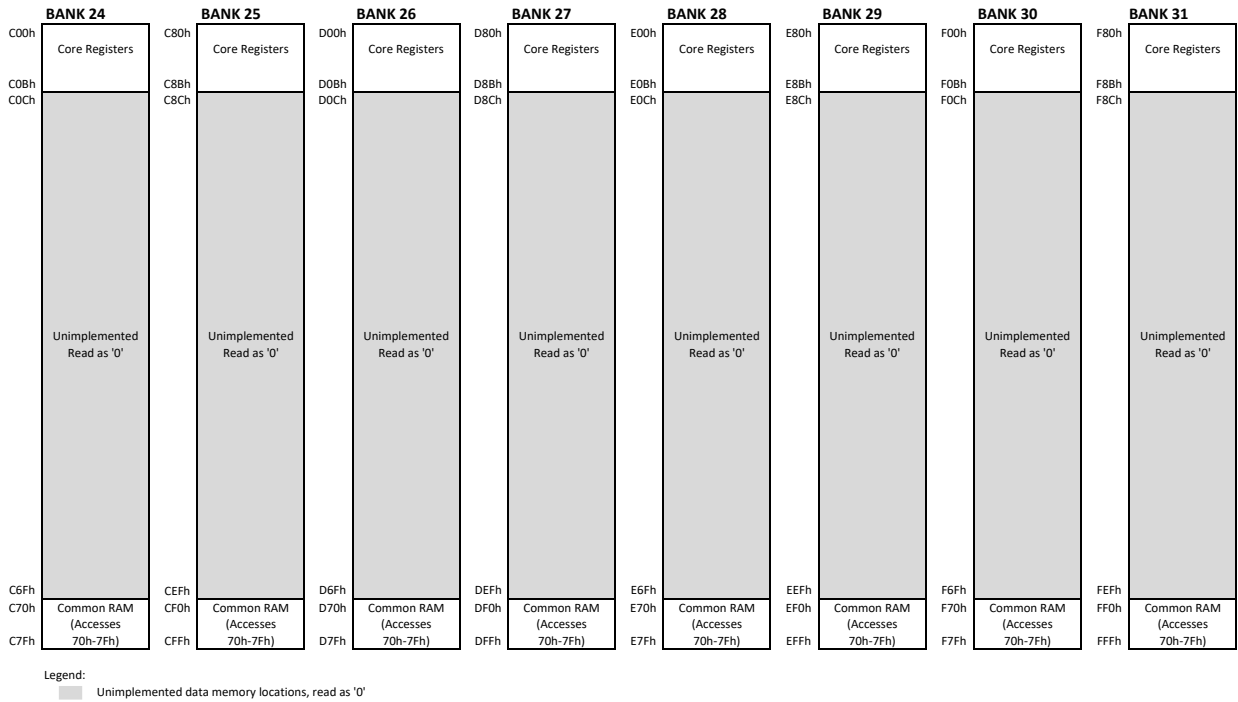 BANK 24 BANK 25 BANK 26 BANK 27 BANK 28 BANK 29 BANK 30 BANK 31
C00h C80h D00h D80h E00h E80h F00h F80h
Core Registers Core Registers Core Registers Core Registers Core Registers Core Registers Core Registers Core Registers
C0Bh C8Bh D0Bh D8Bh E0Bh E8Bh F0Bh F8Bh
C0Ch C8Ch D0Ch D8Ch E0Ch E8Ch F0Ch F8Ch
Unimplemented Unimplemented Unimplemented Unimplemented Unimplemented Unimplemented Unimplemented Unimplemented
Read as '0' Read as '0' Read as '0' Read as '0' Read as '0' Read as '0' Read as '0' Read as '0'
C6Fh CEFh D6Fh DEFh E6Fh EEFh F6Fh FEFh
C70h Common RAM CF0h Common RAM D70h Common RAM DF0h Common RAM E70h Common RAM EF0h Common RAM F70h Common RAM FF0h Common RAM
(Accesses (Accesses (Accesses (Accesses (Accesses (Accesses (Accesses (Accesses
C7Fh 70h-7Fh) CFFh 70h-7Fh) D7Fh 70h-7Fh) DFFh 70h-7Fh) E7Fh 70h-7Fh) EFFh 70h-7Fh) F7Fh 70h-7Fh) FFFh 70h-7Fh)
Legend:
Unimplemented data memory locations, read as '0'